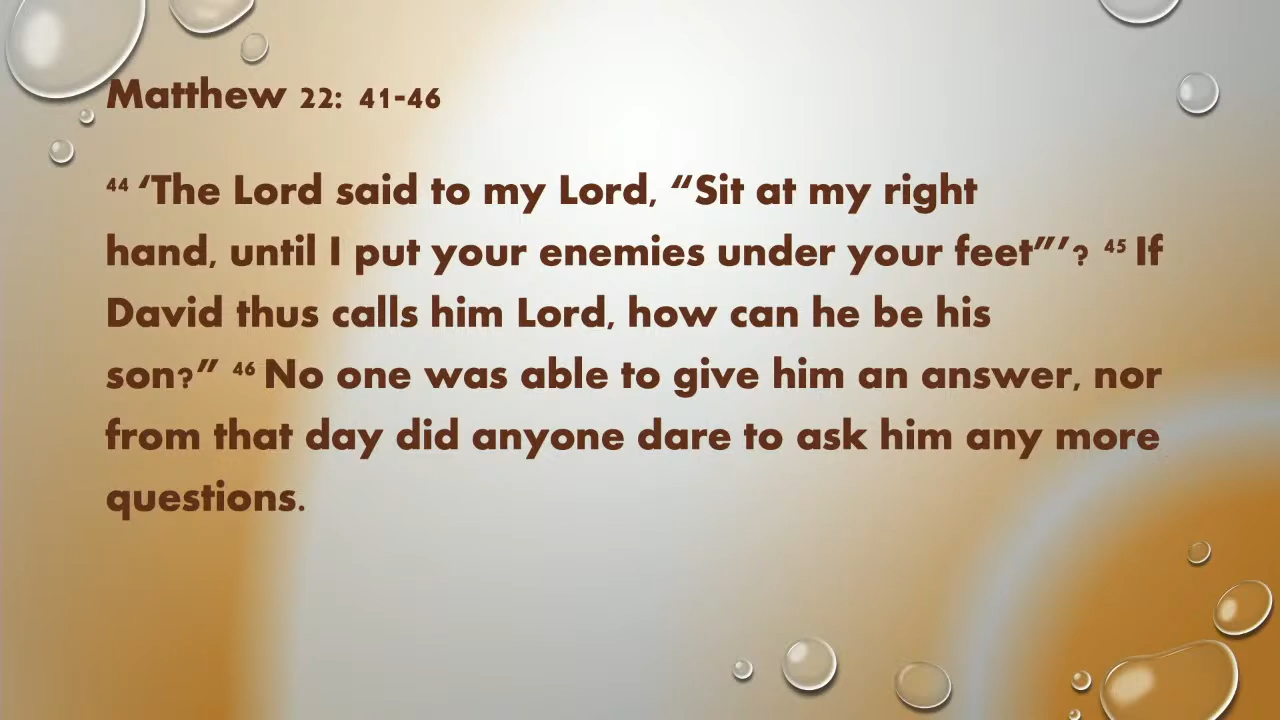 Matthew 22: 41-46
44 ‘The Lord said to my Lord, “Sit at my right
hand, until I put your enemies under your feet”’? 45 If
David thus calls him Lord, how can he be his
son?” 46 No one was able to give him an answer, nor
from that day did anyone dare to ask him any more
questions.